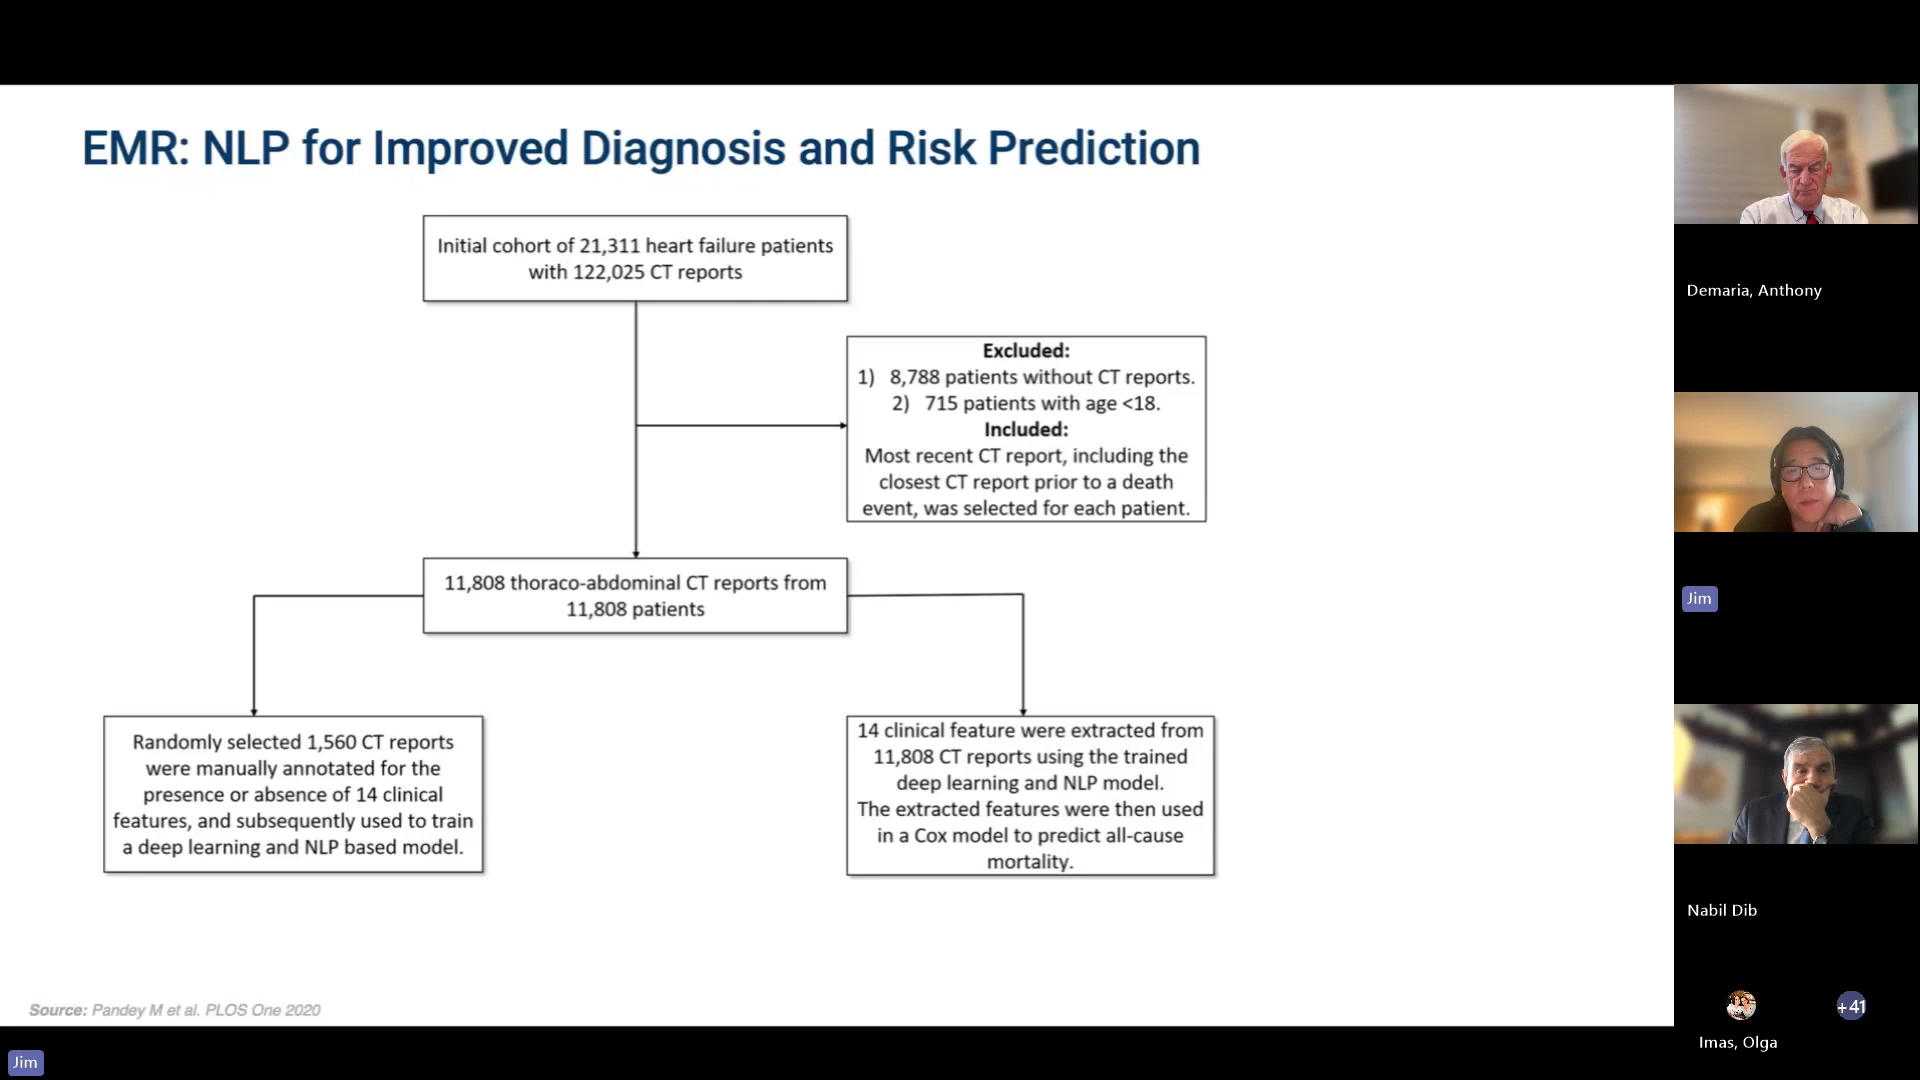 EMR: NLP for Improved Diagnosis and Risk Prediction
Initial cohort of 21,311 heart failure patients
with 122,025 CT reports
Excluded:
1) 8,788 patients without CT reports.
2) 715 patients with age <18.
Included:
Most recent CT report, including the
closest CT report prior to a death
event, was selected for each patient.
11,808 thoraco-abdominal CT reports from
11,808 patients
Randomly selected 1,560 CT reports
were manually annotated for the
presence or absence of 14 clinical
features, and subsequently used to train
a deep learning and NLP based model.
14 clinical feature were extracted from
11,808 CT reports using the trained
deep learning and NLP model.
The extracted features were then used
in a Cox model to predict all-cause
mortality.
Source: Pandey M et al. PLOS One 2020
Jim
Demaria, Anthony
Jim
Nabil Dib
+41
Imas, Olga